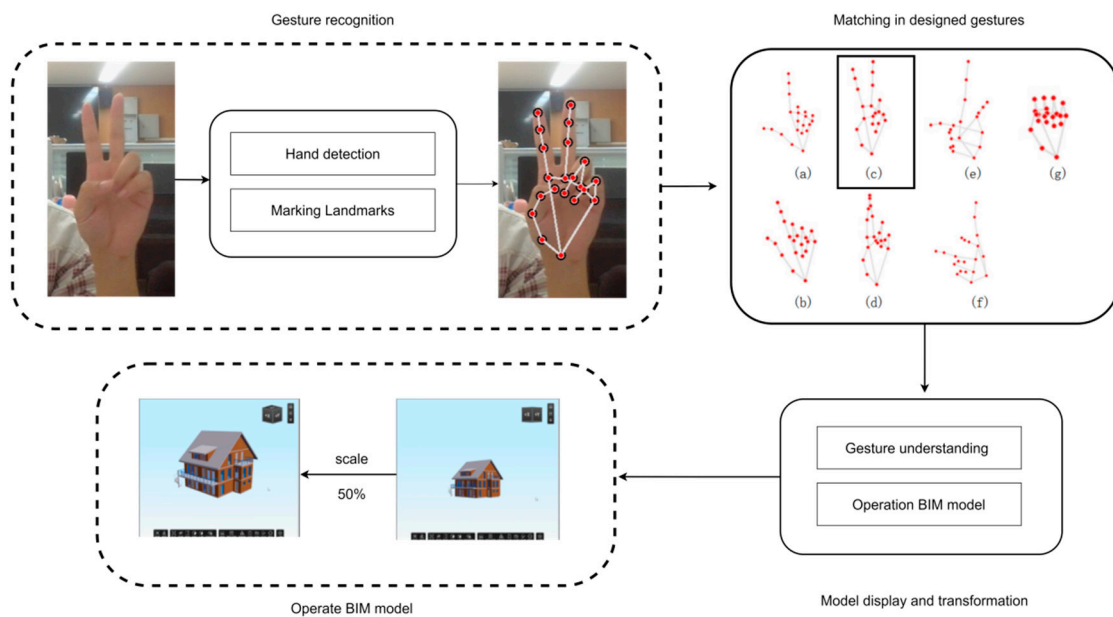 Gesture recognition
Matching in designed gestures
Hand detection
Marking Landmarks
(a)
(c)
(e)
(g)
(b)
(d)
(f)
Gesture understanding
Operation BIM model
scale
50%
Operate BIM model
Model display and transformation